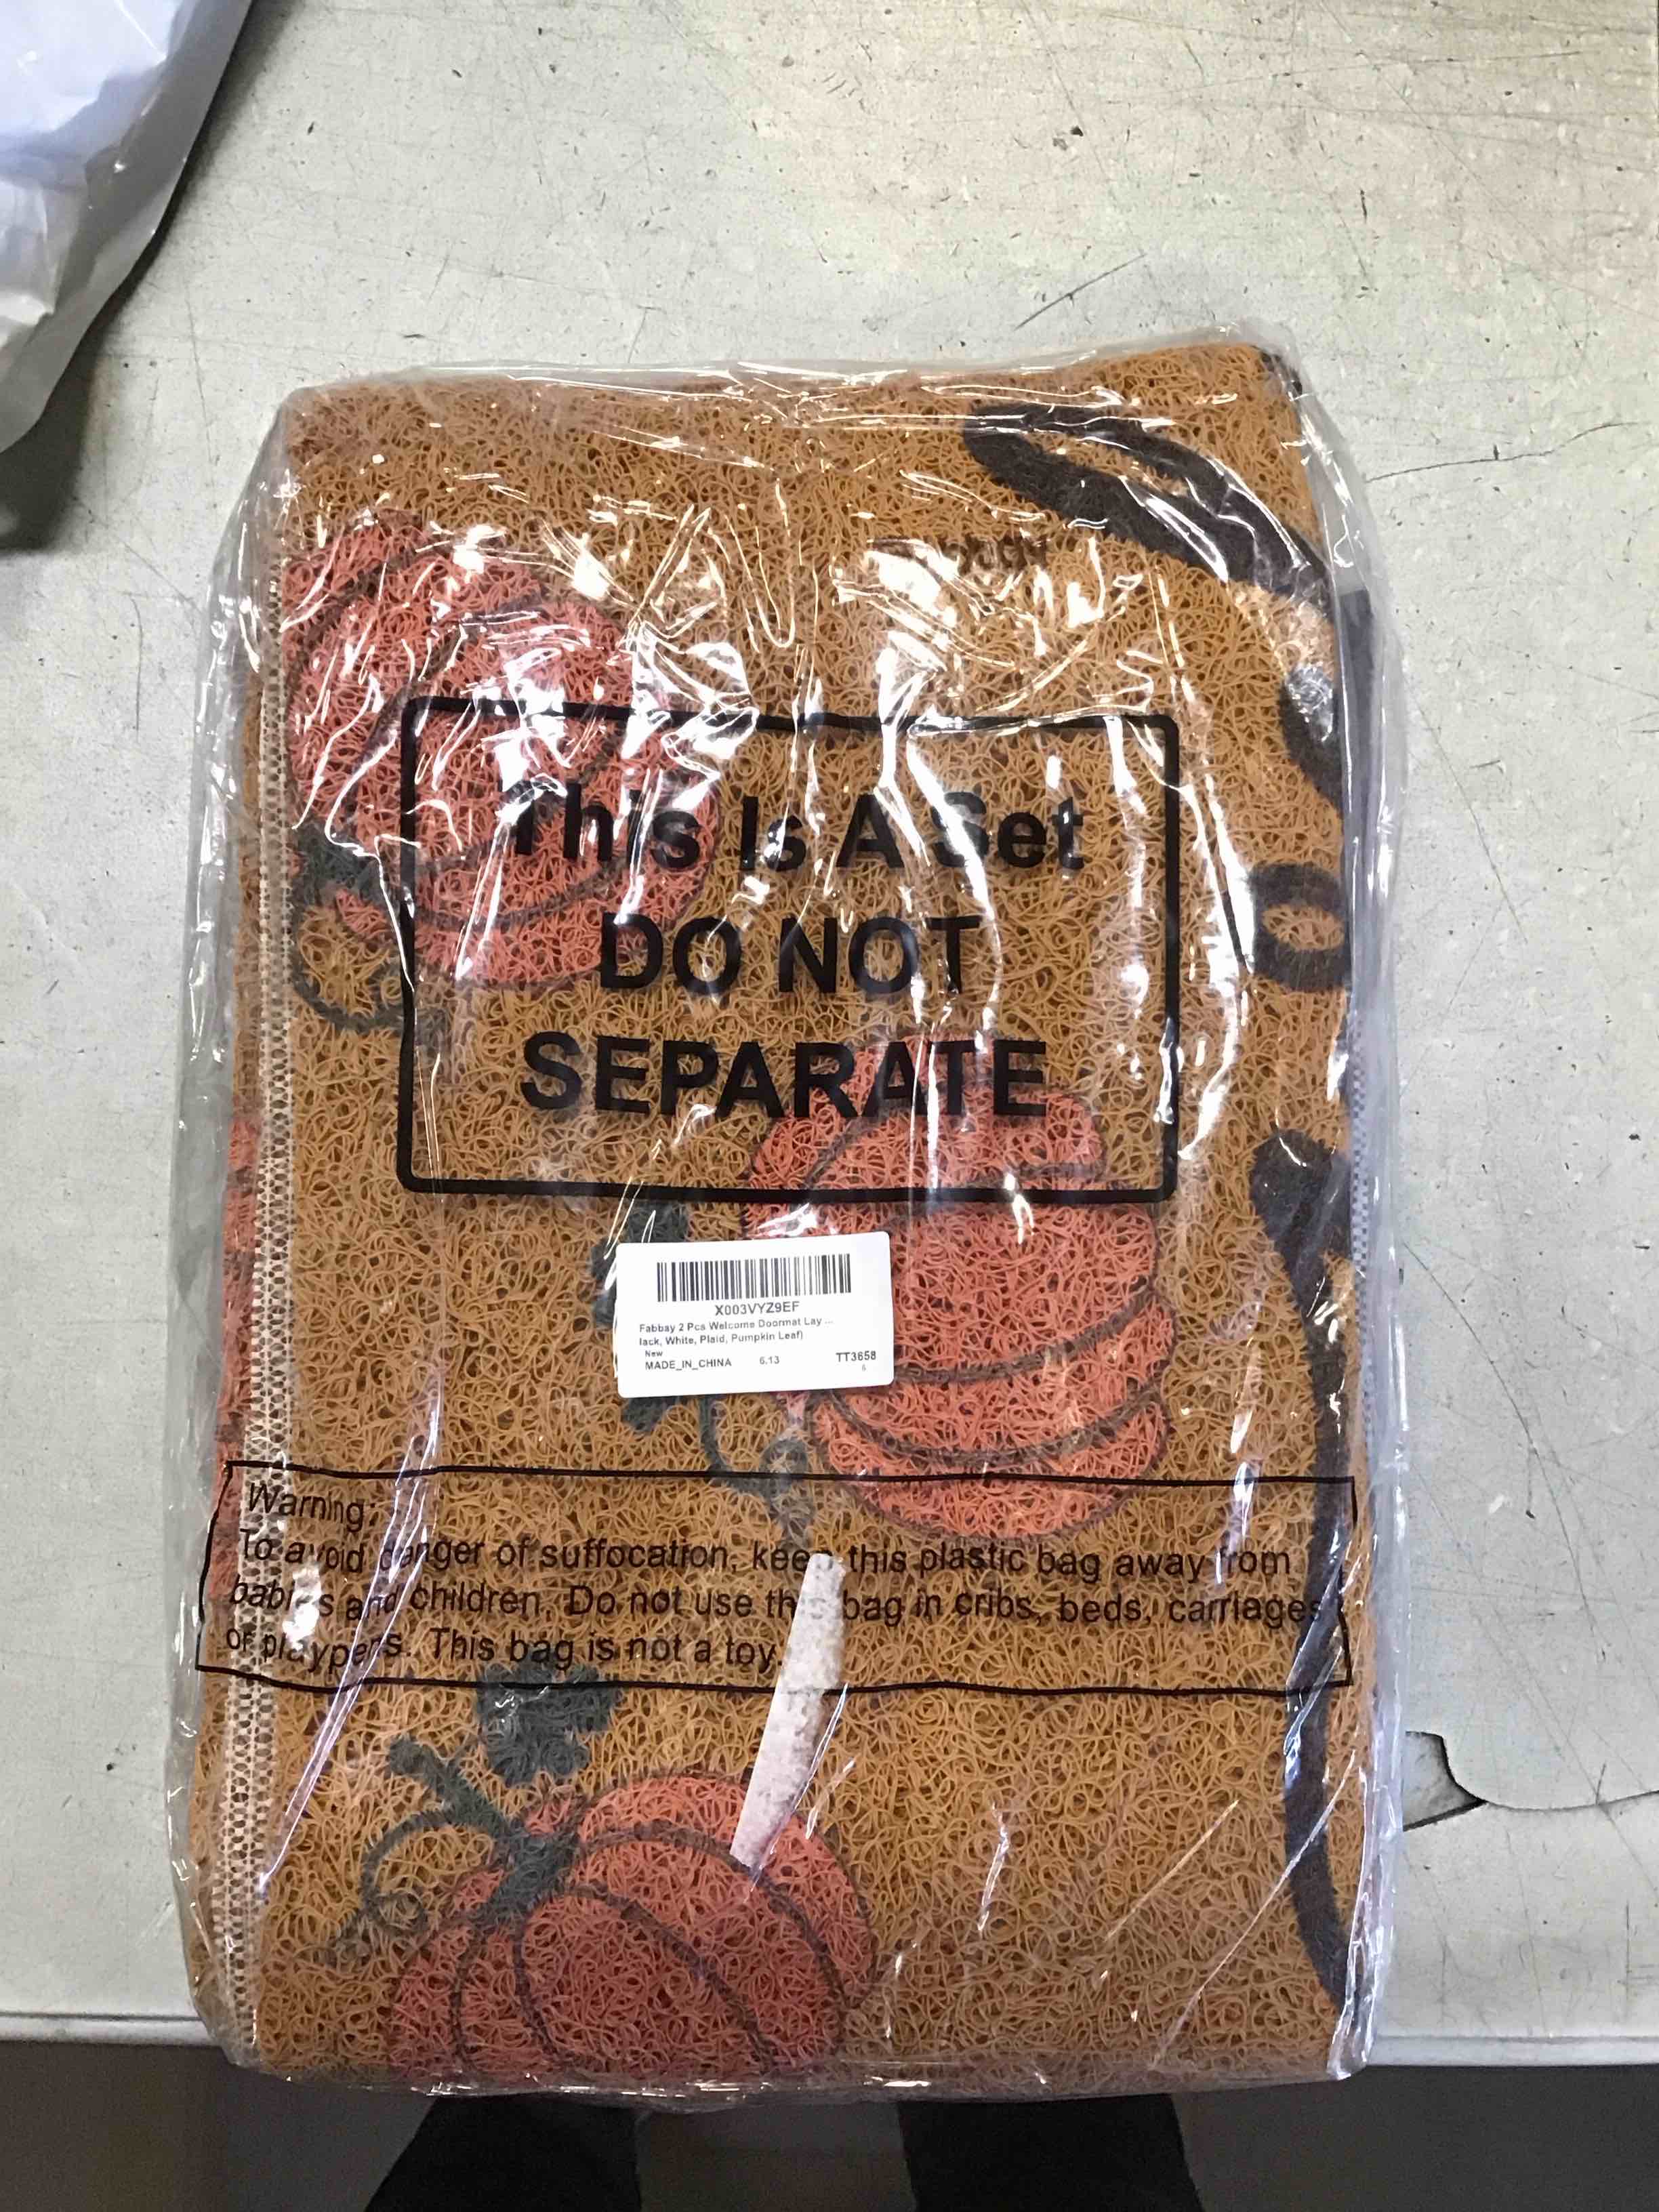 This Is A Set
DO NOT
SEPARATE
X003VYZ9EF
Fabbay 2 Pcs Welcome Doormat Lay ...
lack, White, Plaid, Pumpkin Leaf)
New
MADE_IN_CHINA 6.13 TT3658
6
Warning:
To avoid danger of suffocation, keep this plastic bag away from
babies and children. Do not use this bag in cribs, beds, carriages
or playpens. This bag is not a toy.